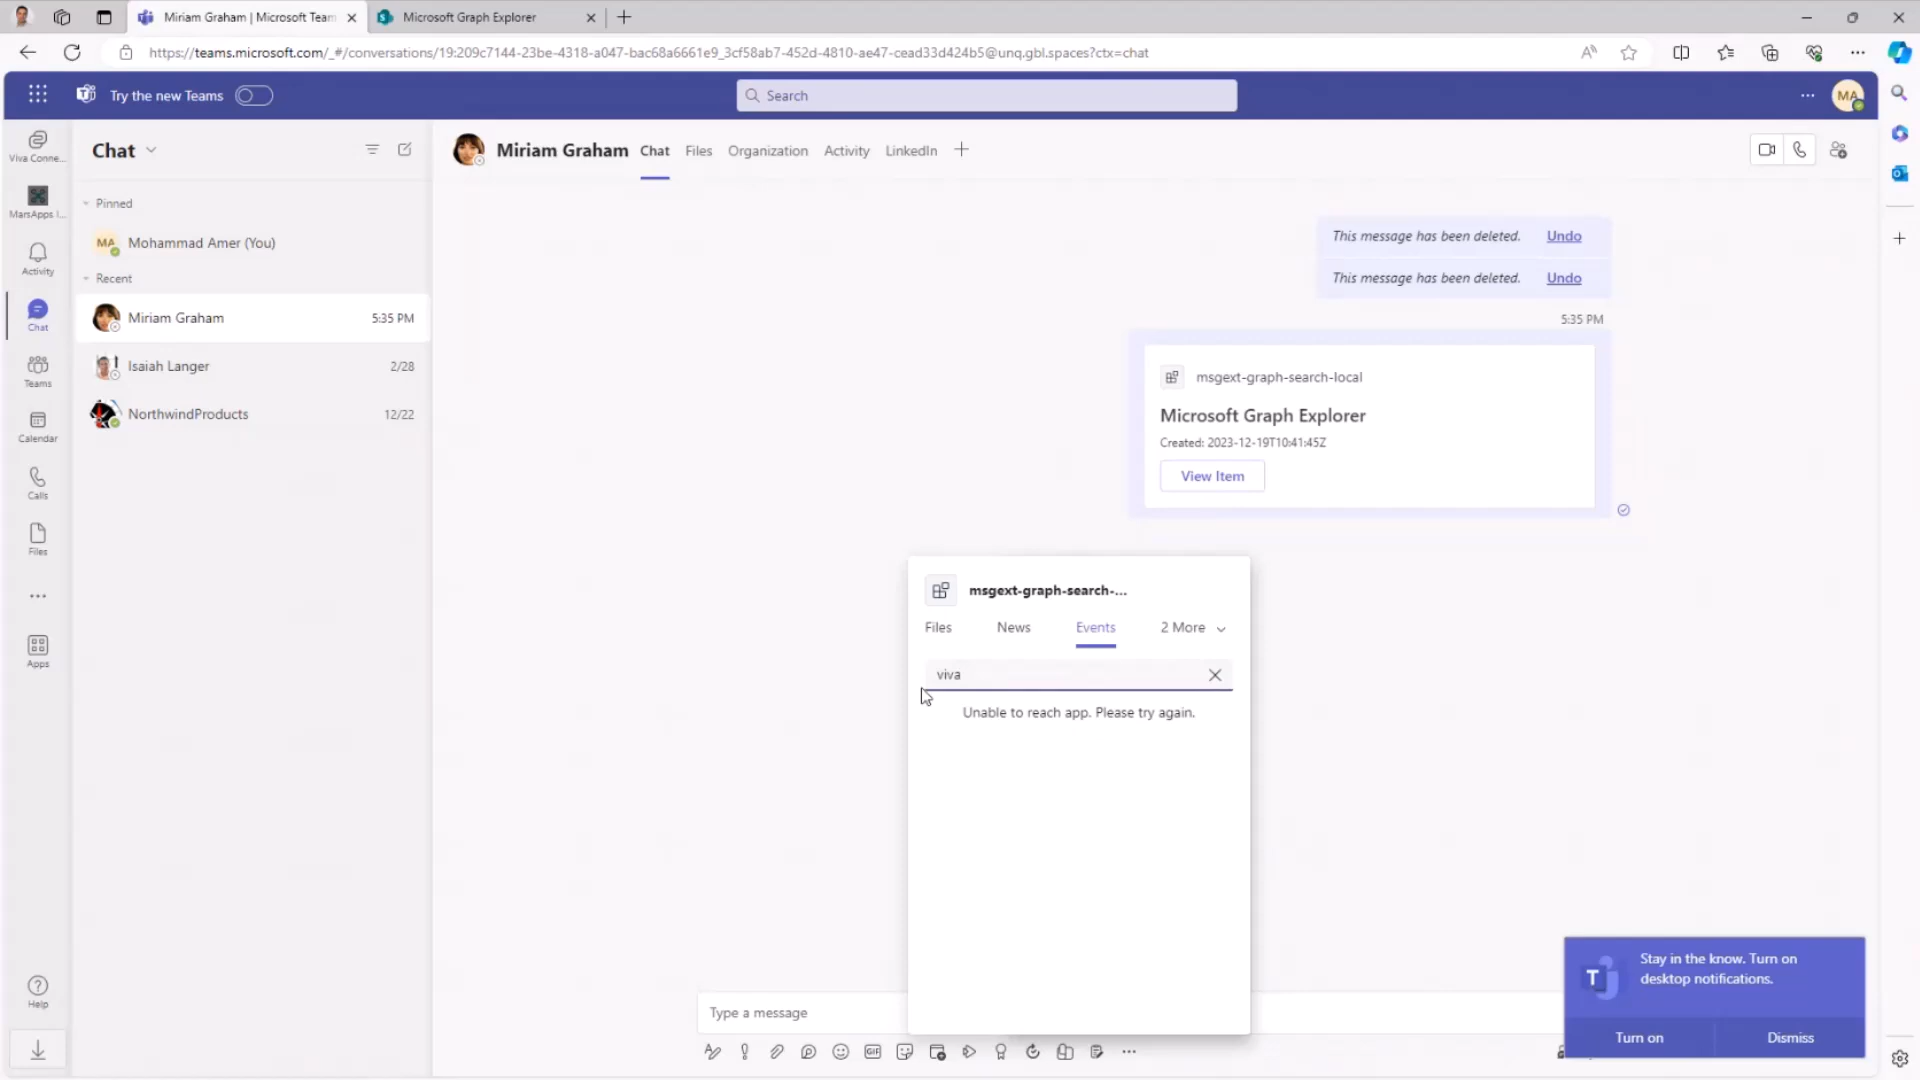 Miriam Graham | Microsoft Team
Microsoft Graph Explorer
https://teams.microsoft.com/_#/conversations/19:209c7144-23be-4318-a047-bac68a6661e9_3cf58ab7-452d-4810-ae47-cead33d424b5@unq.gbl.spaces?ctx=chat
Try the new Teams
Search
MA
Viva Conne...
MarsApps I...
Activity
Chat
Teams
Calendar
Calls
Files
Apps
Help
Chat
Pinned
MA Mohammad Amer (You)
Recent
Miriam Graham 5:35 PM
Isaiah Langer 2/28
NorthwindProducts 12/22
Miriam Graham Chat Files Organization Activity LinkedIn
This message has been deleted. Undo
This message has been deleted. Undo
5:35 PM
msgext-graph-search-local
Microsoft Graph Explorer
Created: 2023-12-19T10:41:45Z
View Item
msgext-graph-search-...
Files News Events 2 More
viva
Unable to reach app. Please try again.
Type a message
GIF
Stay in the know. Turn on
desktop notifications.
Turn on Dismiss